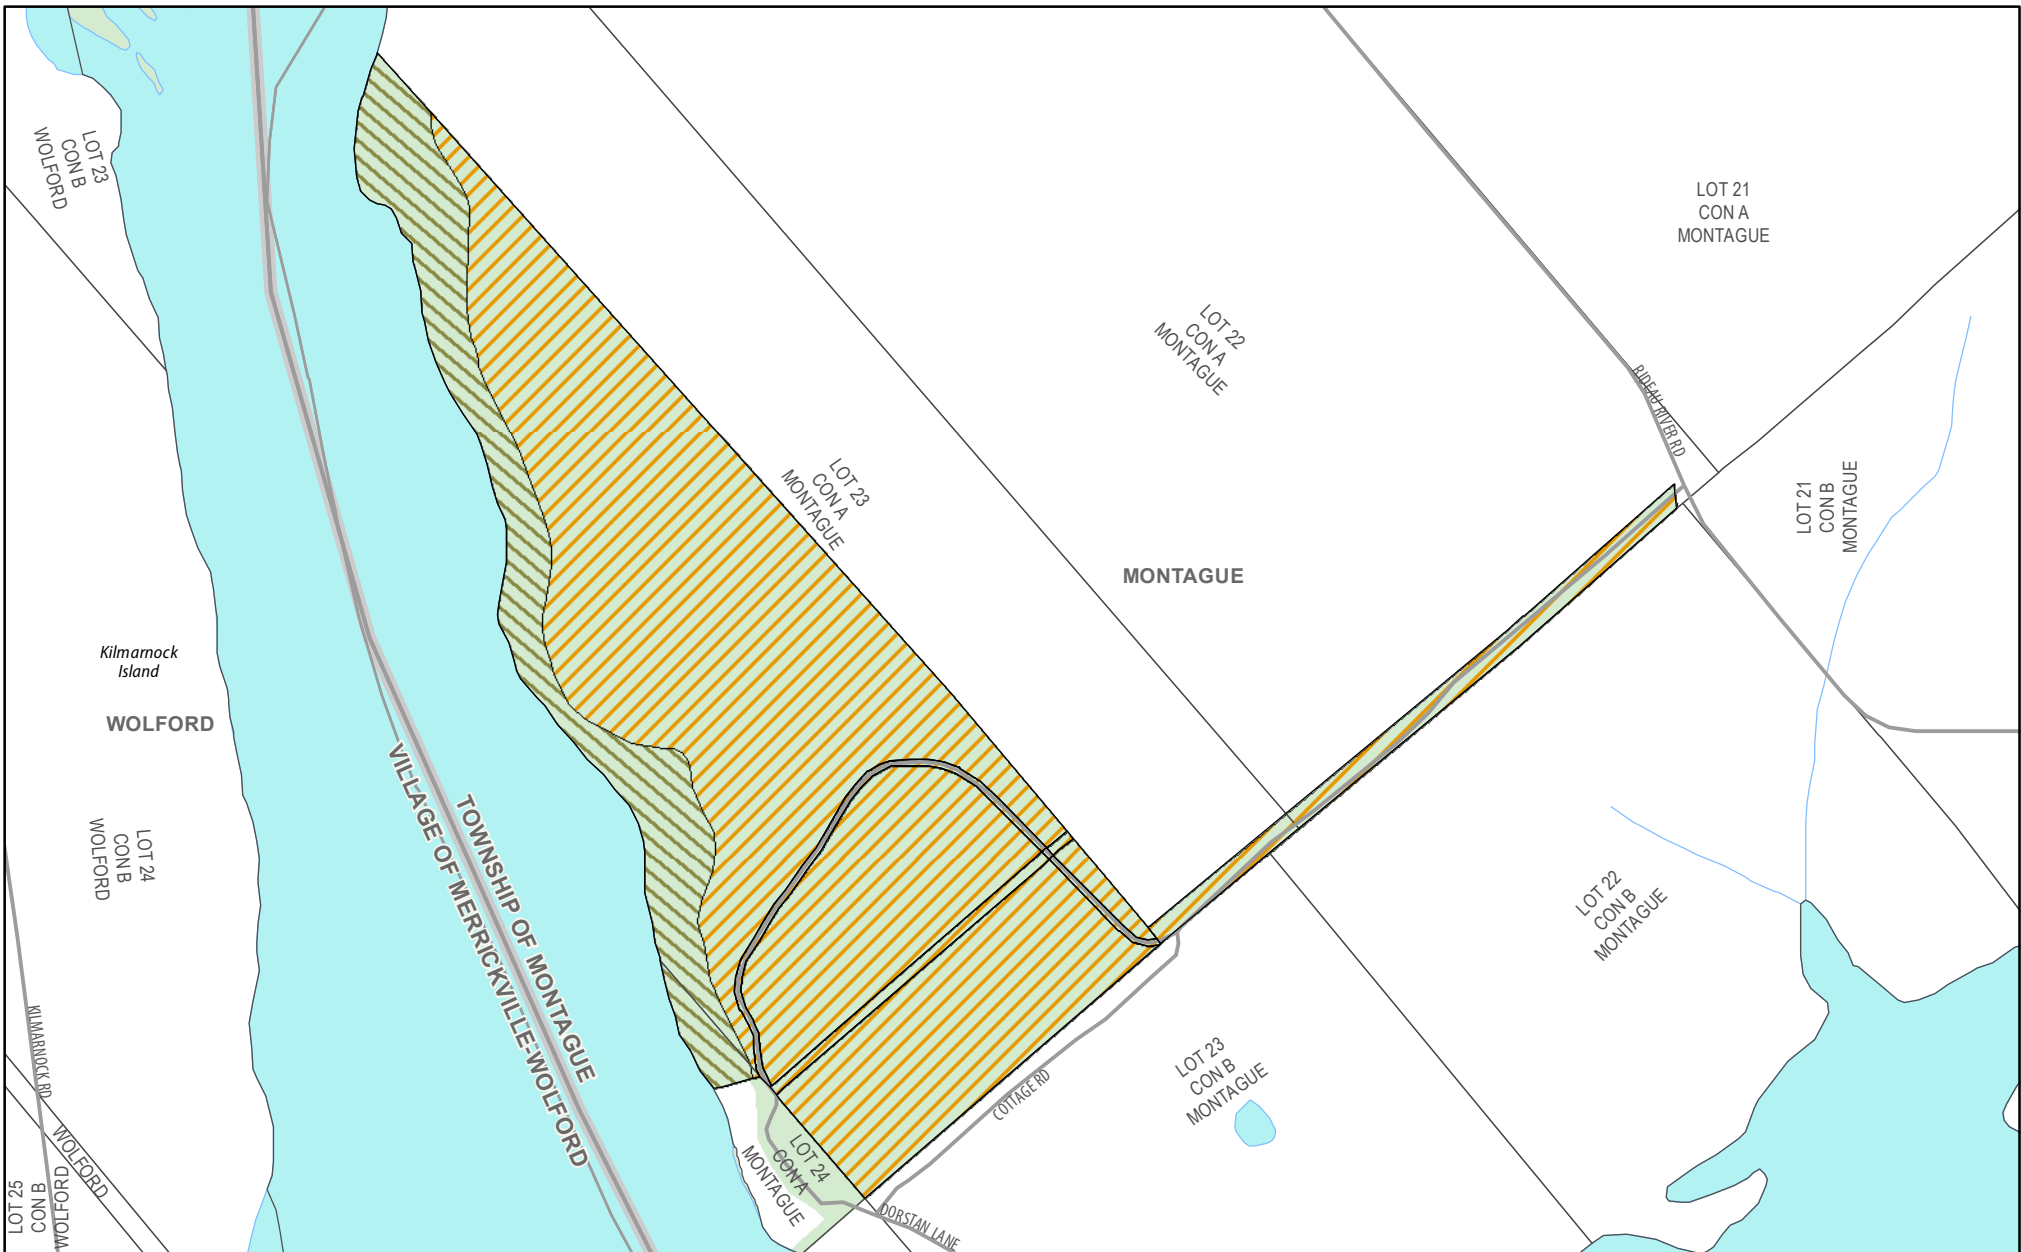 LOT 23
CON B
WOLFORD
LOT 21
CON A
MONTAGUE
LOT 22
CON A
MONTAGUE
RIDEAU RIVER RD
LOT 23
CON A
MONTAGUE
LOT 21
CON B
MONTAGUE
MONTAGUE
Kilmarnock
Island
WOLFORD
TOWNSHIP OF MONTAGUE
VILLAGE OF MERRICKVILLE-WOLFORD
LOT 24
CON B
WOLFORD
LOT 22
CON B
MONTAGUE
KILMARNOCK RD
LOT 23
CON B
MONTAGUE
COTTAGE RD
WOLFORD
LOT 24
CON A
MONTAGUE
LOT 25
CON B
WOLFORD
DORSTAN LANE